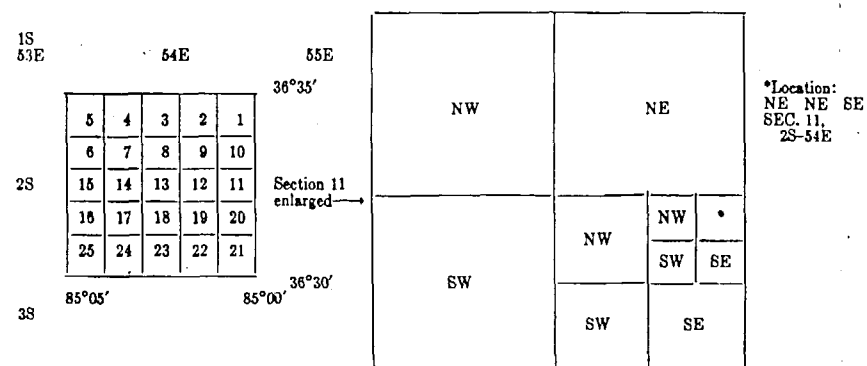 1S
53E 54E 55E
36°35′
5 4 3 2 1
6 7 8 9 10
2S 15 14 13 12 11
16 17 18 19 20
25 24 23 22 21
36°30′
85°05′ 85°00′
3S
Section 11
enlarged
NW NE
SW
NW
NW
SW SE
SW SE
*Location:
NE NE SE
SEC. 11,
2S-54E